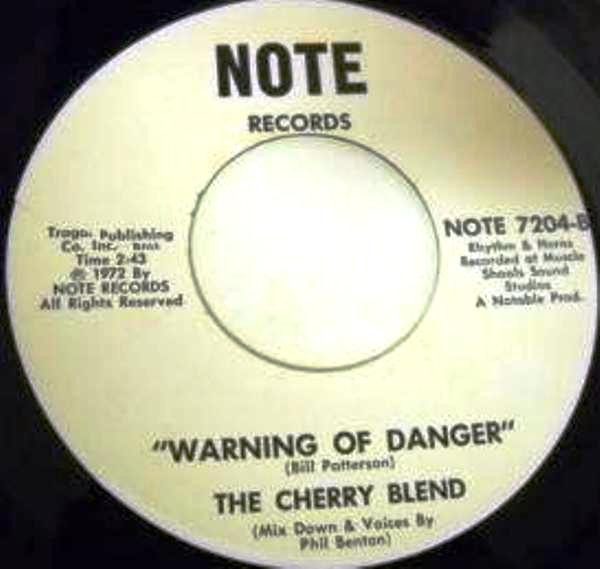 NOTE
RECORDS
Publishing
Co. Inc. BMI
Time 2:43
℗ 1972 By
NOTE RECORDS
All Rights Reserved
NOTE 7204-B
Rhythm & Horns
Recorded at Muscle
Shoals Sound
Studios
A Notable Prod.
"WARNING OF DANGER"
(Bill Patterson)
THE CHERRY BLEND
(Mix Down & Voices By
Phil Benton)